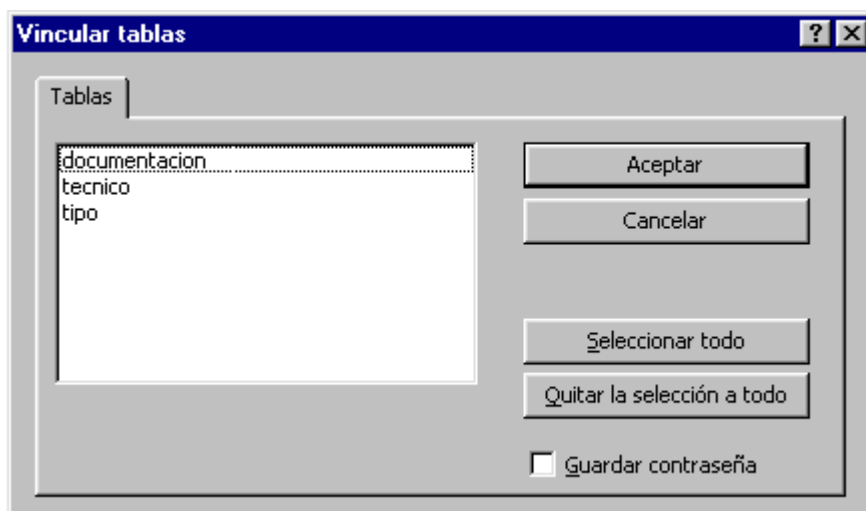 Vincular tablas
Tablas
documentacion
tecnico
tipo
Aceptar
Cancelar
Seleccionar todo
Quitar la selección a todo
Guardar contraseña